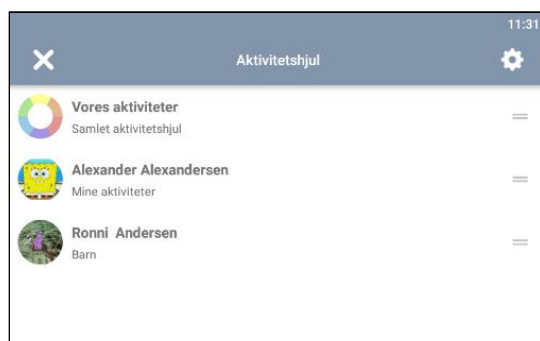 11:31
Aktivitetshjul
Vores aktiviteter
Samlet aktivitetshjul
Alexander Alexandersen
Mine aktiviteter
Ronni Andersen
Barn